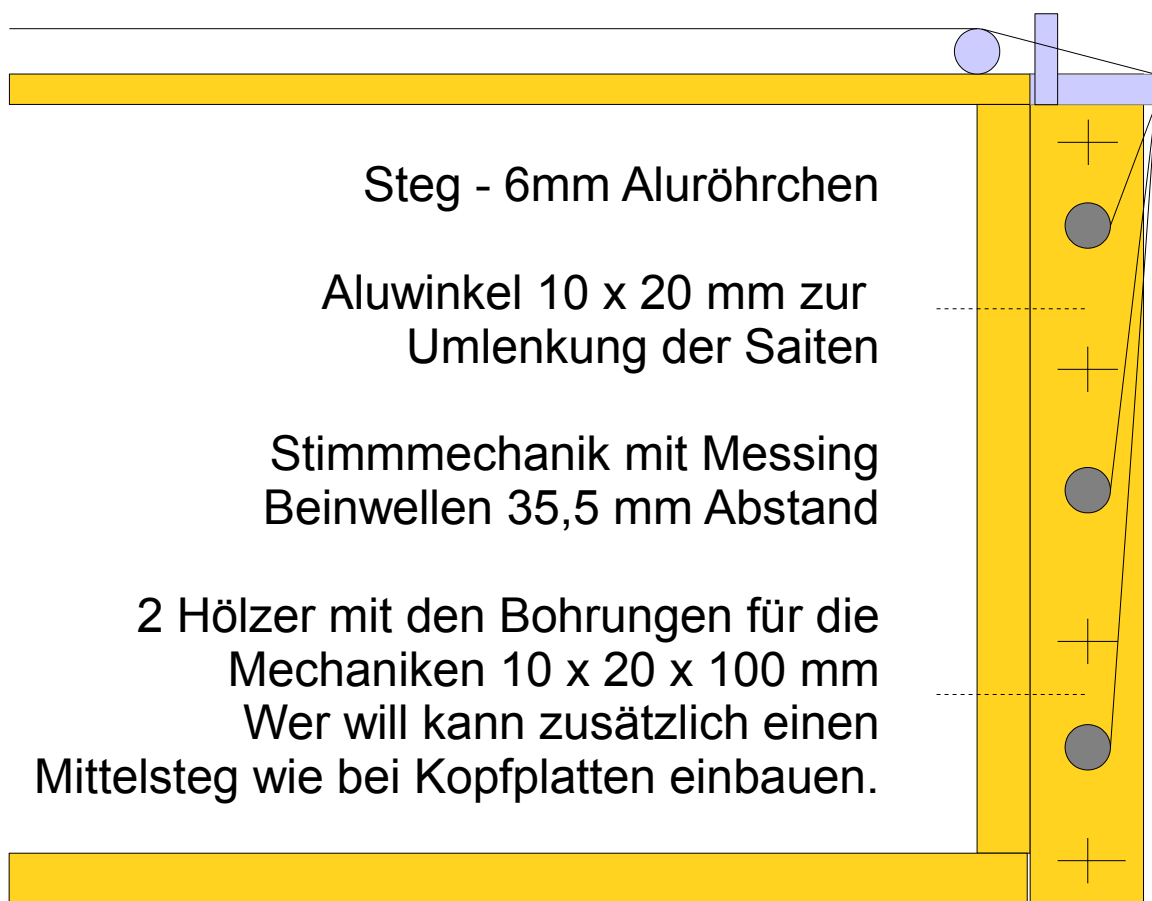 Steg - 6mm Aluröhrchen
Aluwinkel 10 x 20 mm zur
Umlenkung der Saiten
Stimmmechanik mit Messing
Beinwellen 35,5 mm Abstand
2 Hölzer mit den Bohrungen für die
Mechaniken 10 x 20 x 100 mm
Wer will kann zusätzlich einen
Mittelsteg wie bei Kopfplatten einbauen.